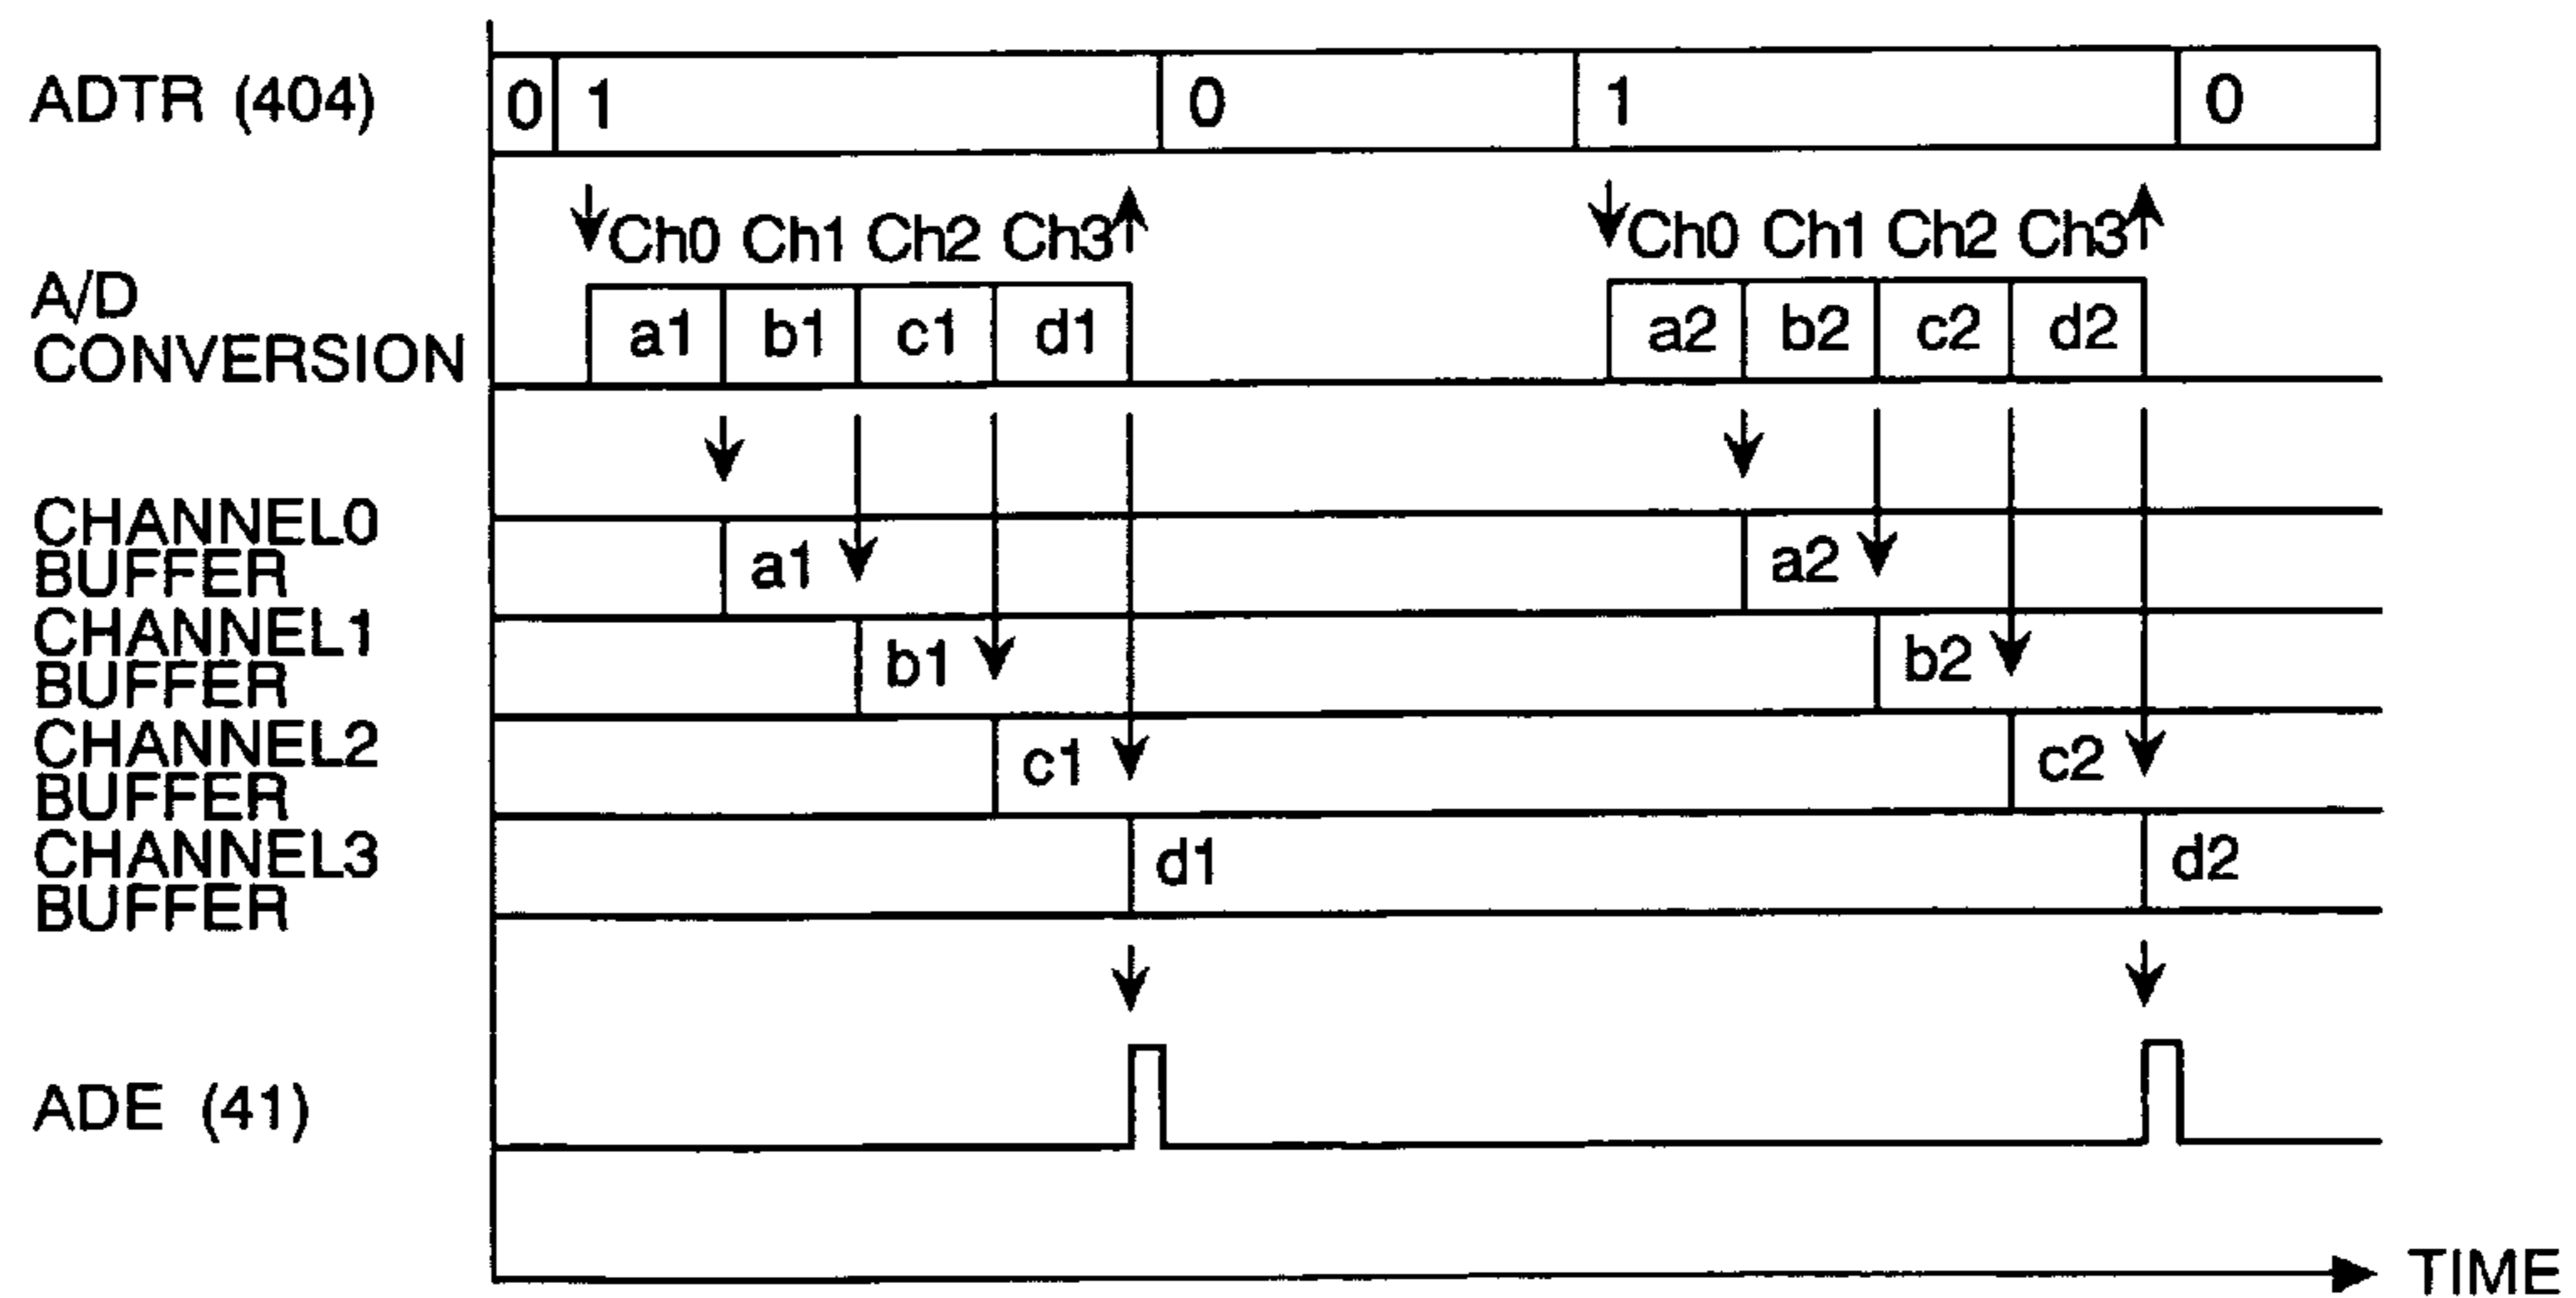 ADTR (404) 0 1 0 1 0
Ch0 Ch1 Ch2 Ch3 Ch0 Ch1 Ch2 Ch3
A/D
CONVERSION
a1 b1 c1 d1 a2 b2 c2 d2
CHANNEL0
BUFFER
a1 a2
CHANNEL1
BUFFER
b1 b2
CHANNEL2
BUFFER
c1 c2
CHANNEL3
BUFFER
d1 d2
ADE (41)
TIME